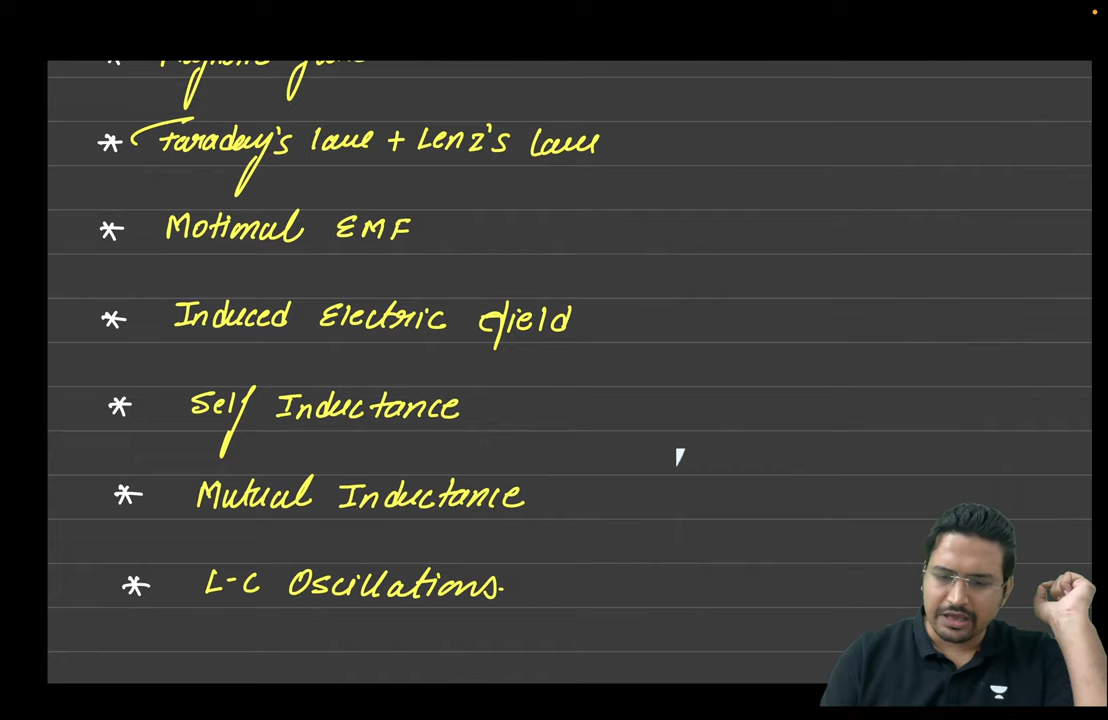 * Faraday's law + Lenz's law
* Motional EMF
* Induced Electric field
* Self Inductance
* Mutual Inductance
* L-C Oscillations.